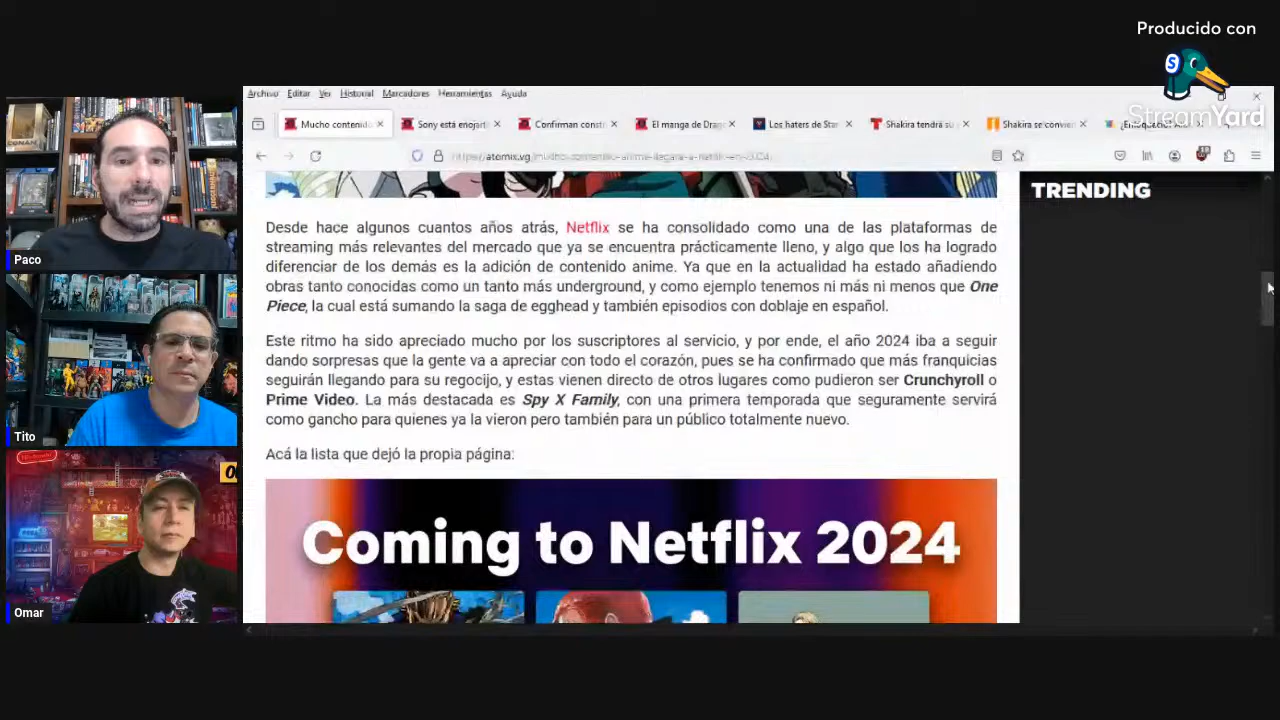 Producido con
StreamYard
Archivo Editar Ver Historial Marcadores Herramientas Ayuda
Mucho contenido
Sony está enojart
Confirman constr
El manga de Drag
Los haters de Star
Shakira tendrá su
Shakira se convier
TRENDING
Desde hace algunos cuantos años atrás, Netflix se ha consolidado como una de las plataformas de
streaming más relevantes del mercado que ya se encuentra prácticamente lleno, y algo que los ha logrado
diferenciar de los demás es la adición de contenido anime. Ya que en la actualidad ha estado añadiendo
obras tanto conocidas como un tanto más underground, y como ejemplo tenemos ni más ni menos que One
Piece, la cual está sumando la saga de egghead y también episodios con doblaje en español.
Este ritmo ha sido apreciado mucho por los suscriptores al servicio, y por ende, el año 2024 iba a seguir
dando sorpresas que la gente va a apreciar con todo el corazón, pues se ha confirmado que más franquicias
seguirán llegando para su regocijo, y estas vienen directo de otros lugares como pudieron ser Crunchyroll o
Prime Video. La más destacada es Spy X Family, con una primera temporada que seguramente servirá
como gancho para quienes ya la vieron pero también para un público totalmente nuevo.
Acá la lista que dejó la propia página:
Coming to Netflix 2024
Paco
Tito
Omar